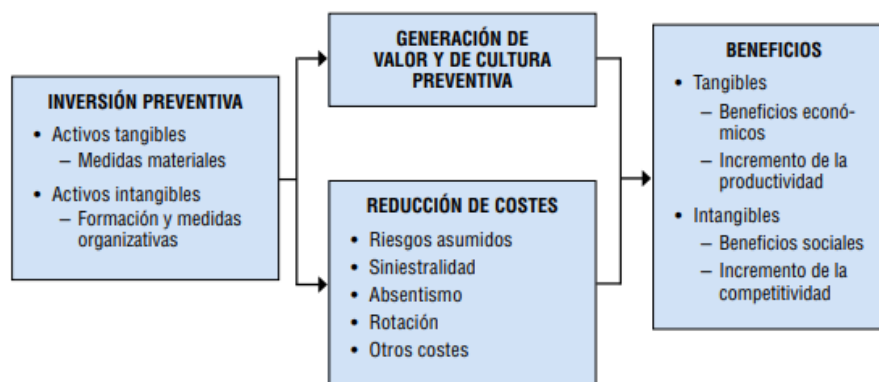 INVERSIÓN PREVENTIVA
• Activos tangibles
– Medidas materiales
• Activos intangibles
– Formación y medidas
organizativas
GENERACIÓN DE
VALOR Y DE CULTURA
PREVENTIVA
REDUCCIÓN DE COSTES
• Riesgos asumidos
• Siniestralidad
• Absentismo
• Rotación
• Otros costes
BENEFICIOS
• Tangibles
– Beneficios econó-
micos
– Incremento de la
productividad
• Intangibles
– Beneficios sociales
– Incremento de la
competitividad